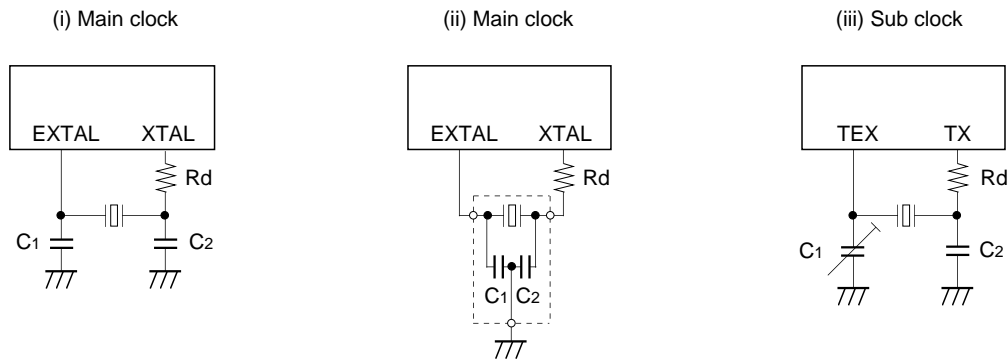 (i) Main clock
(ii) Main clock
(iii) Sub clock
EXTAL XTAL
EXTAL XTAL
TEX TX
Rd
Rd
Rd
C1
C2
C1 C2
C1
C2